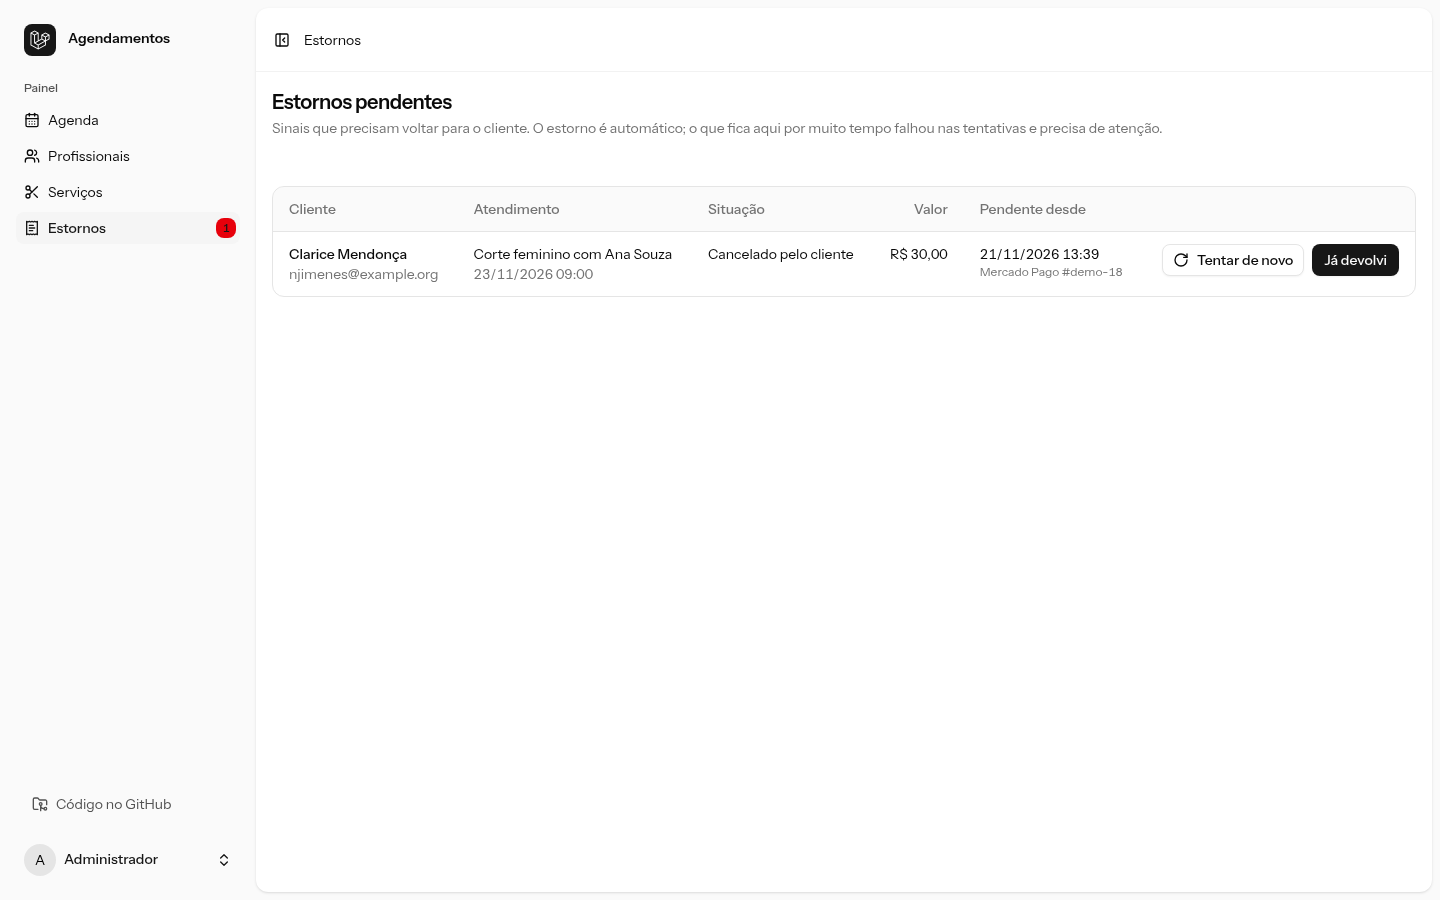 Agendamentos
Painel
Agenda
Profissionais
Serviços
Estornos 1
Código no GitHub
A Administrador
Estornos
Estornos pendentes
Sinais que precisam voltar para o cliente. O estorno é automático; o que fica aqui por muito tempo falhou nas tentativas e precisa de atenção.
Cliente Atendimento Situação Valor Pendente desde
Clarice Mendonça Corte feminino com Ana Souza Cancelado pelo cliente R$ 30,00 21/11/2026 13:39 Tentar de novo Já devolvi
njimenes@example.org 23/11/2026 09:00 Mercado Pago #demo-18